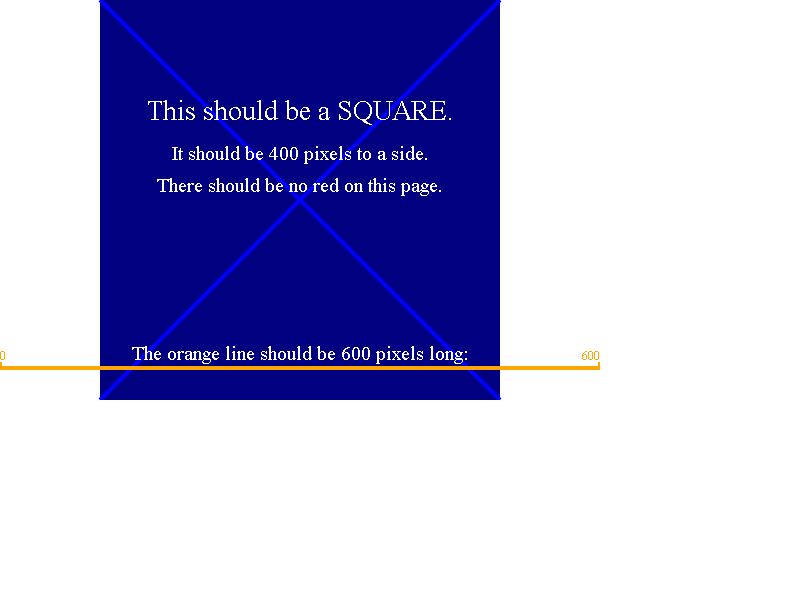 This should be a SQUARE.
It should be 400 pixels to a side.
There should be no red on this page.
The orange line should be 600 pixels long:
0 600